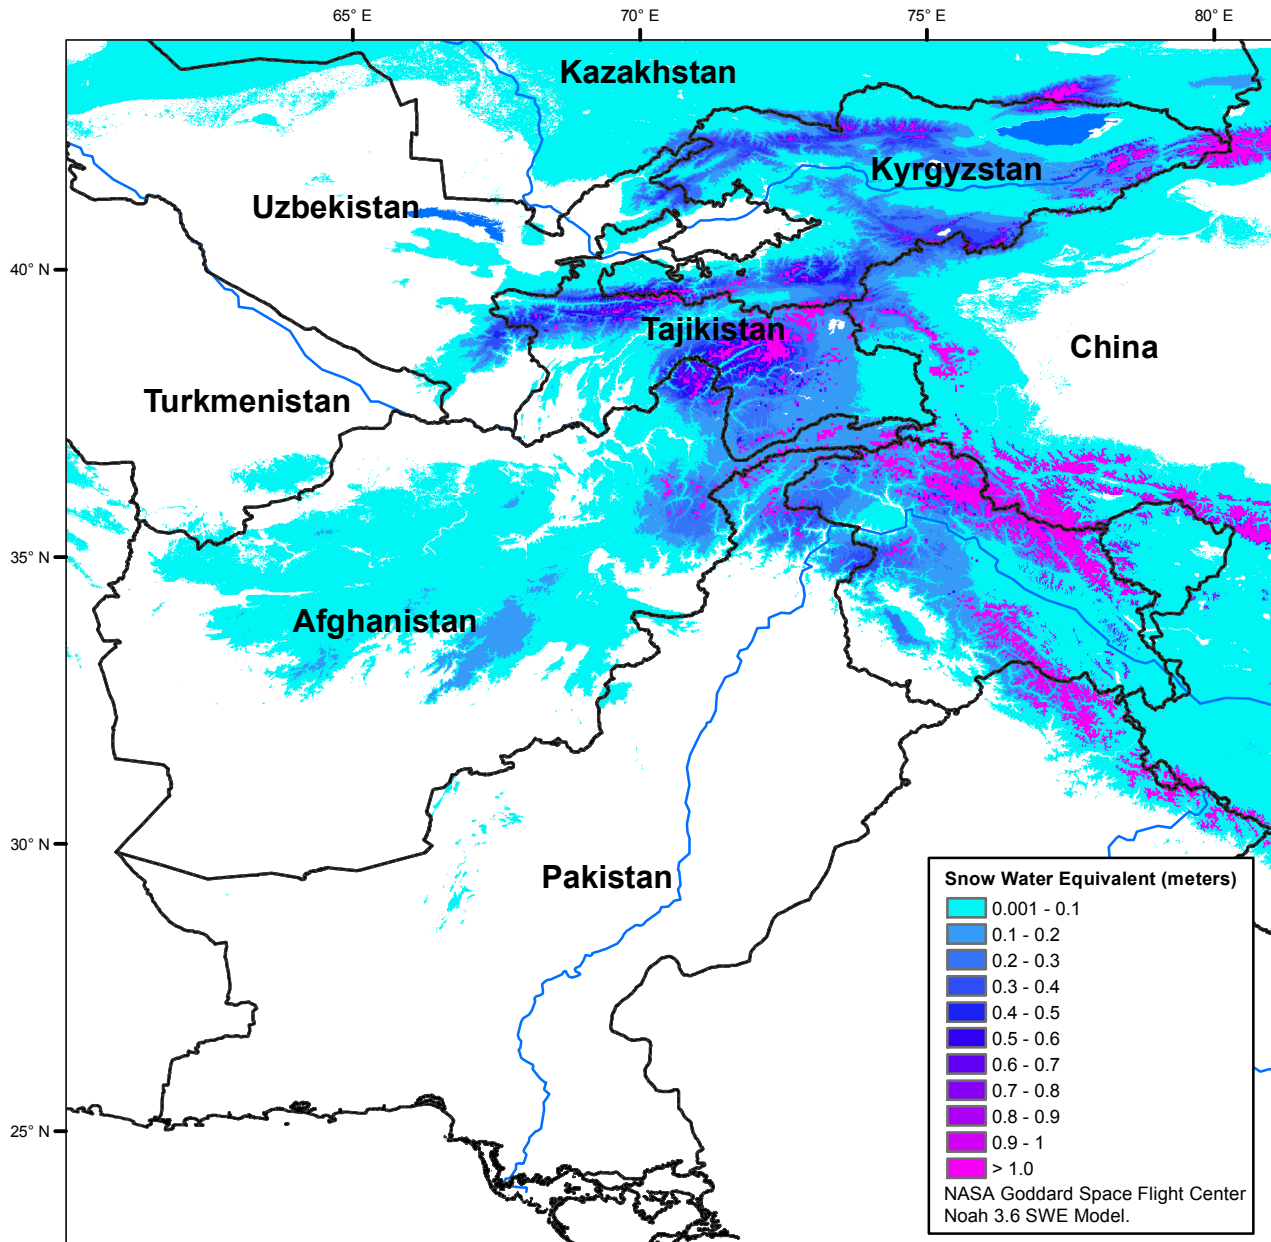 65° E
70° E
75° E
80° E
Kazakhstan
Kyrgyzstan
Uzbekistan
40° N
Tajikistan
China
Turkmenistan
35° N
Afghanistan
30° N
Pakistan
25° N
Snow Water Equivalent (meters)
0.001 - 0.1
0.1 - 0.2
0.2 - 0.3
0.3 - 0.4
0.4 - 0.5
0.5 - 0.6
0.6 - 0.7
0.7 - 0.8
0.8 - 0.9
0.9 - 1
> 1.0
NASA Goddard Space Flight Center
Noah 3.6 SWE Model.